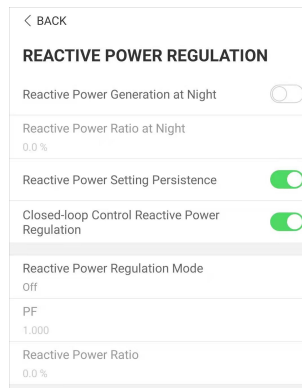 < BACK
REACTIVE POWER REGULATION
Reactive Power Generation at Night
Reactive Power Ratio at Night
0.0 %
Reactive Power Setting Persistence
Closed-loop Control Reactive Power
Regulation
Reactive Power Regulation Mode
Off
PF
1.000
Reactive Power Ratio
0.0 %